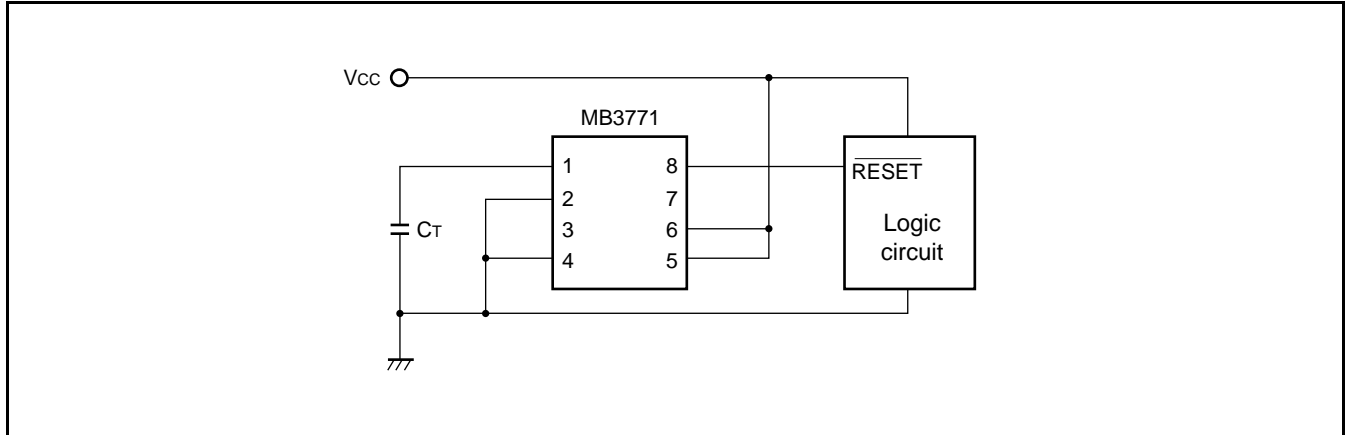 VCC
MB3771
1 8
2 7
3 6
4 5
CT
RESET
Logic
circuit